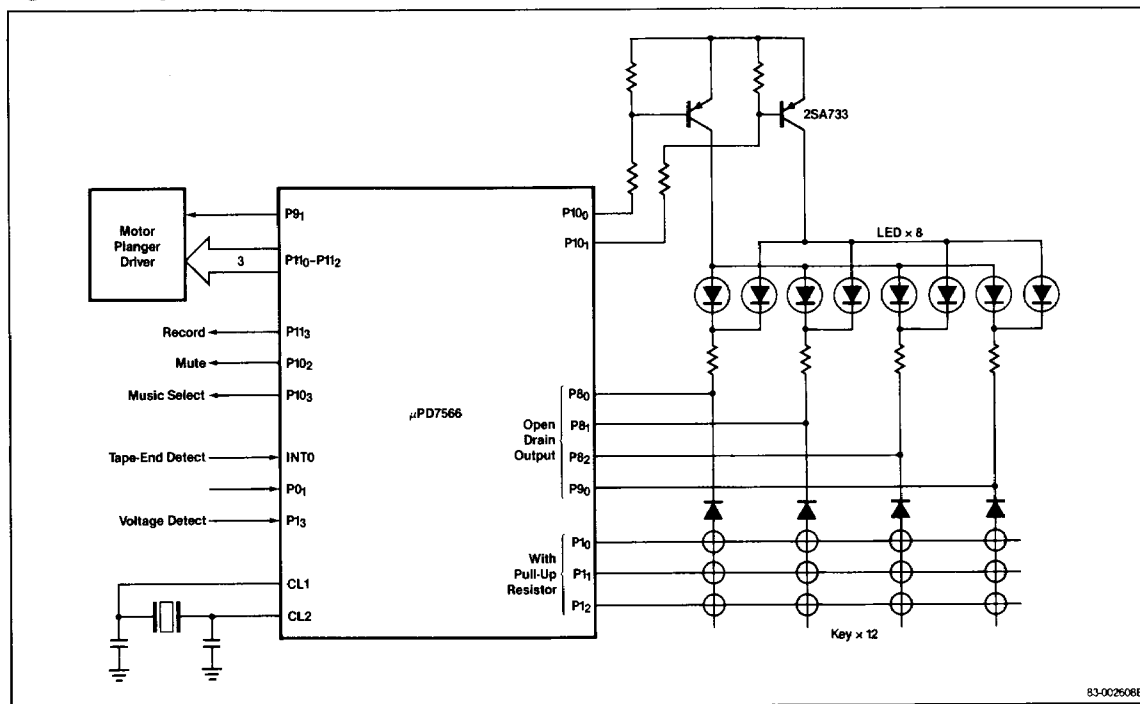 2SA733
P9₁
P10₀
Motor
Planger
Driver
P10₁
LED × 8
3
P11₀–P11₂
Record
P11₃
Mute
P10₂
Music Select
P10₃
P8₀
μPD7566
Open
Drain
Output
P8₁
P8₂
Tape-End Detect
INT0
P0₁
P9₀
Voltage Detect
P1₃
With
Pull-Up
Resistor
P1₀
P1₁
P1₂
CL1
CL2
Key × 12
83-002608B